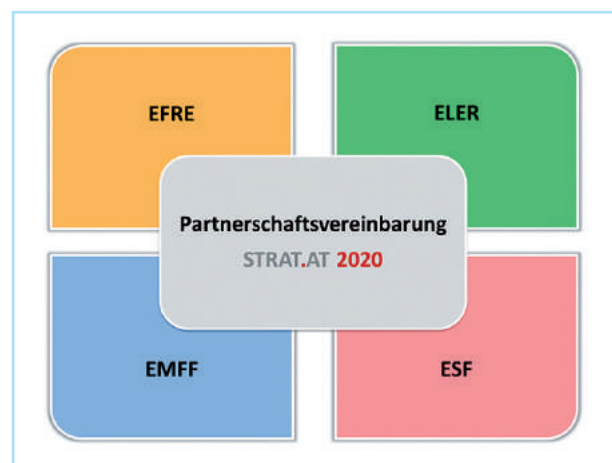 EFRE
ELER
Partnerschaftsvereinbarung
STRAT.AT 2020
EMFF
ESF